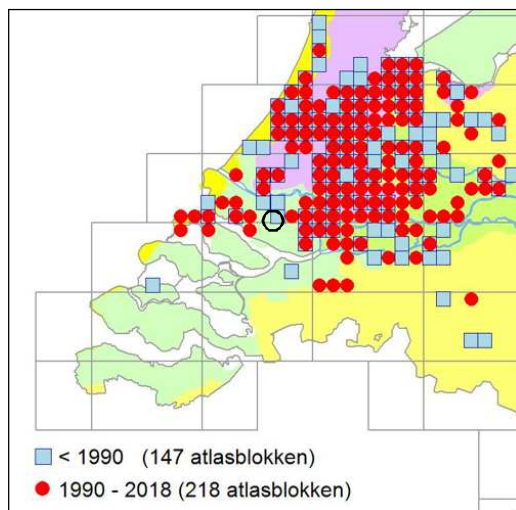 < 1990 (147 atlasblokken)
1990 - 2018 (218 atlasblokken)